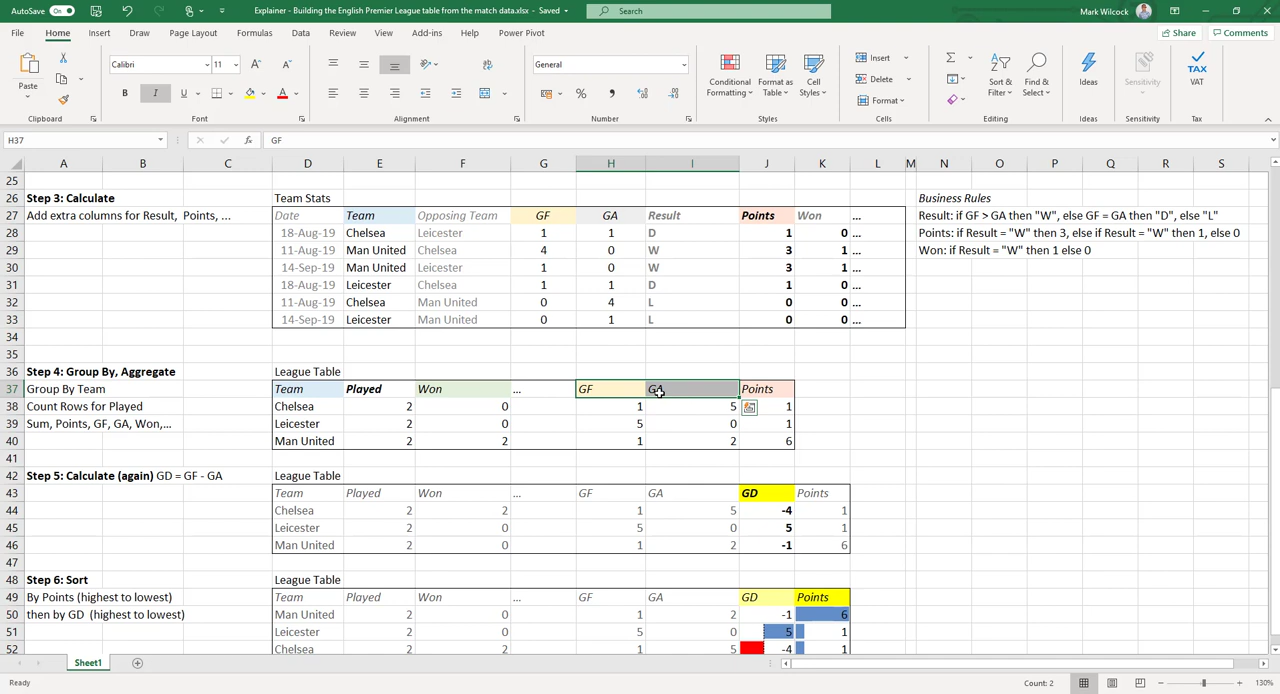 AutoSave On Explainer - Building the English Premier League table from the match data.xlsx - Saved Search Mark Wilcock
File Home Insert Draw Page Layout Formulas Data Review View Add-ins Help Power Pivot Share Comments
Calibri 11 General Insert Delete Format
Paste B I U Conditional Formatting Format as Table Cell Styles Sort & Filter Find & Select Ideas Sensitivity VAT
Clipboard Font Alignment Number Styles Cells Editing Ideas Sensitivity Tax
H37 GF
A B C D E F G H I J K L M N O P Q R S
25
26 Step 3: Calculate Team Stats Business Rules
27 Add extra columns for Result, Points, ... Date Team Opposing Team GF GA Result Points Won ... Result: if GF > GA then "W", else GF = GA then "D", else "L"
28 18-Aug-19 Chelsea Leicester 1 1 D 1 0 ... Points: if Result = "W" then 3, else if Result = "W" then 1, else 0
29 11-Aug-19 Man United Chelsea 4 0 W 3 1 ... Won: if Result = "W" then 1 else 0
30 14-Sep-19 Man United Leicester 1 0 W 3 1 ...
31 18-Aug-19 Leicester Chelsea 1 1 D 1 0 ...
32 11-Aug-19 Chelsea Man United 0 4 L 0 0 ...
33 14-Sep-19 Leicester Man United 0 1 L 0 0 ...
34
35
36 Step 4: Group By, Aggregate League Table
37 Group By Team Team Played Won ... GF GA Points
38 Count Rows for Played Chelsea 2 0 1 5 1
39 Sum, Points, GF, GA, Won,... Leicester 2 0 5 0 1
40 Man United 2 2 1 2 6
41
42 Step 5: Calculate (again) GD = GF - GA League Table
43 Team Played Won ... GF GA GD Points
44 Chelsea 2 2 1 5 -4 1
45 Leicester 2 0 5 0 5 1
46 Man United 2 0 1 2 -1 6
47
48 Step 6: Sort League Table
49 By Points (highest to lowest) Team Played Won ... GF GA GD Points
50 then by GD (highest to lowest) Man United 2 0 1 2 -1 6
51 Leicester 2 0 5 0 5 1
52 Chelsea 2 2 1 5 -4 1
Sheet1
Ready Count: 2 130%